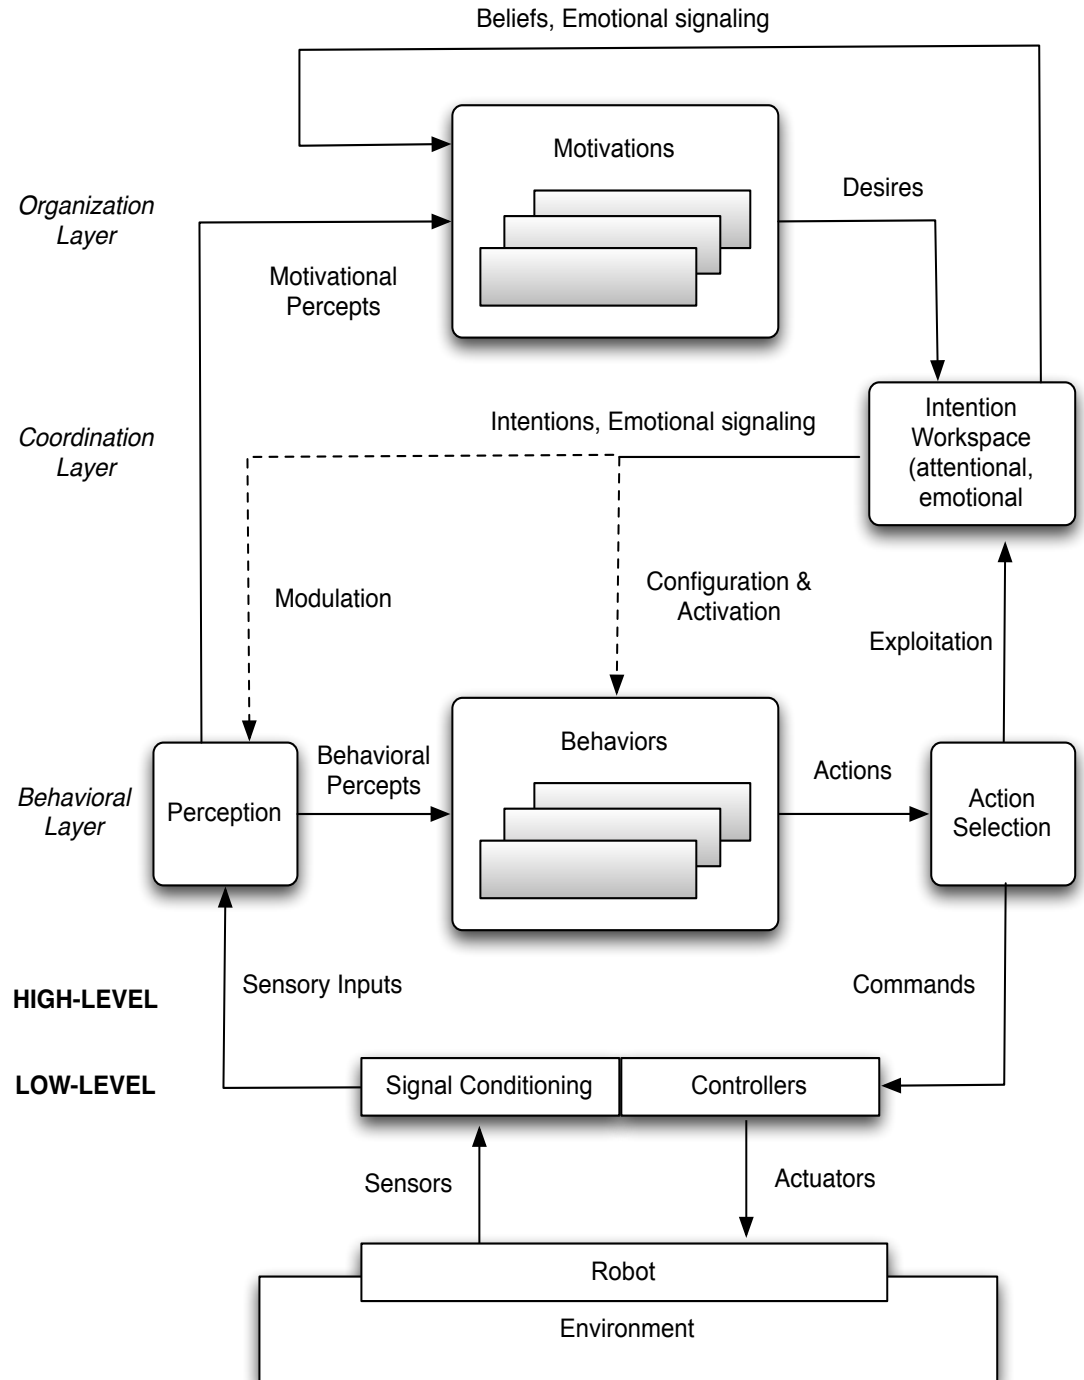 Beliefs, Emotional signaling
Motivations
Desires
Organization
Layer
Motivational
Percepts
Intention
Workspace
(attentional,
emotional
Intentions, Emotional signaling
Coordination
Layer
Modulation
Configuration &
Activation
Exploitation
Behaviors
Behavioral
Percepts
Actions
Behavioral
Layer
Perception
Action
Selection
Sensory Inputs
Commands
HIGH-LEVEL
LOW-LEVEL
Signal Conditioning
Controllers
Sensors
Actuators
Robot
Environment